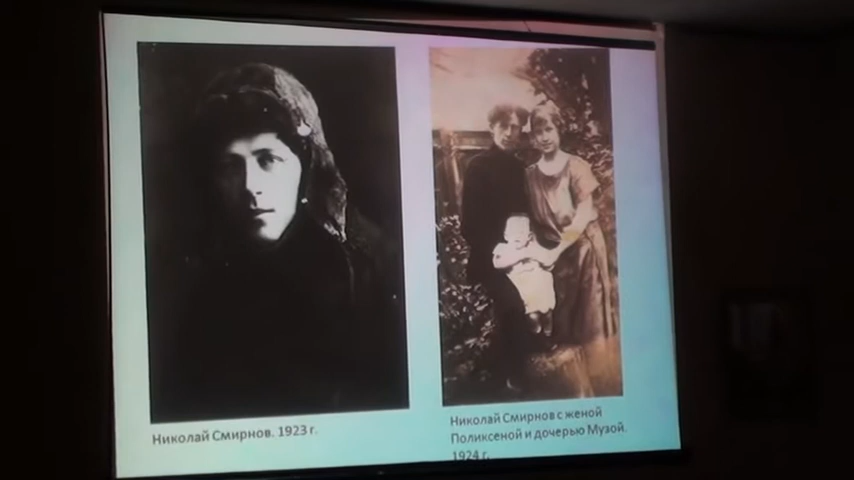 Николай Смирнов. 1923 г.
Николай Смирнов с женой
Поликсеной и дочерью Музой.
1924 г.